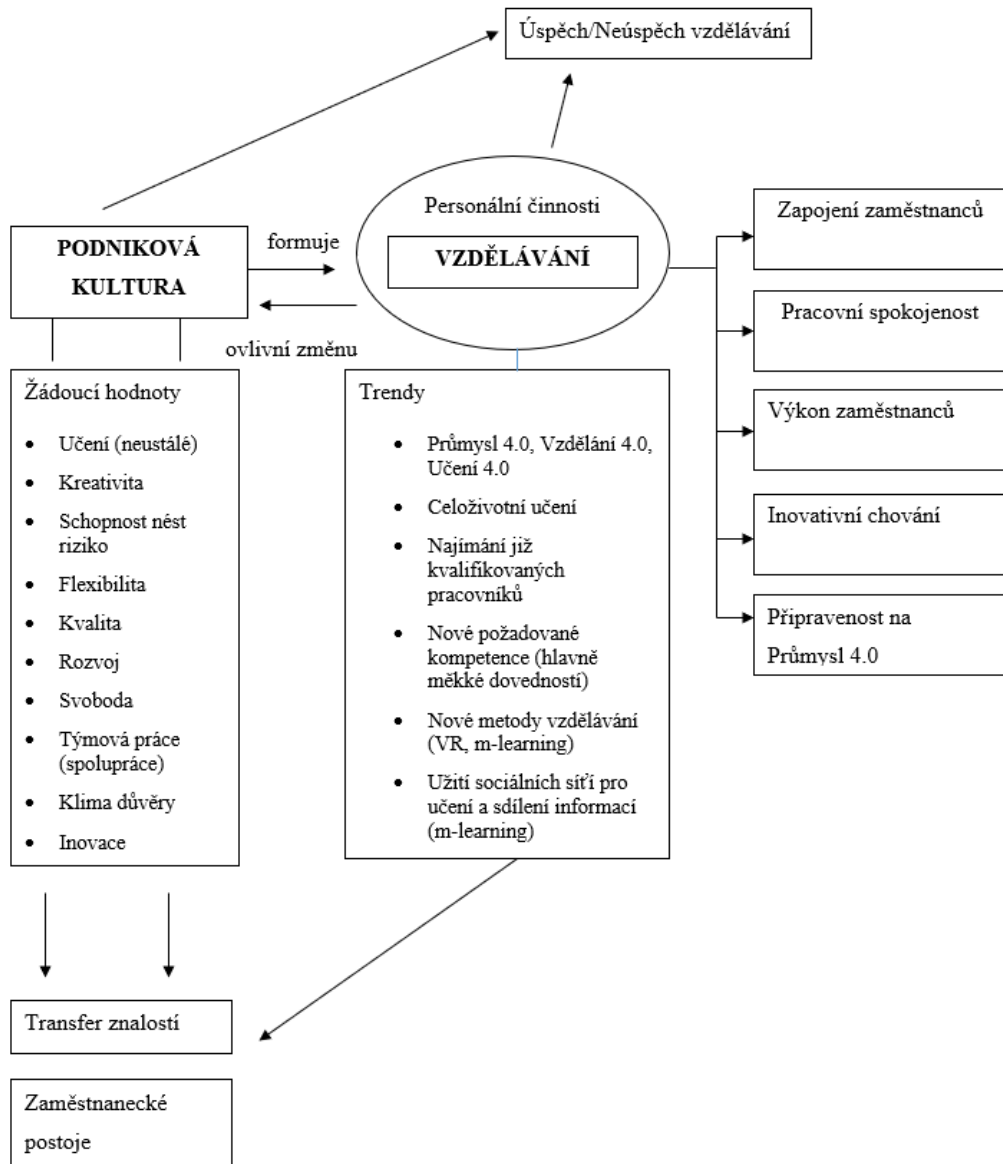 Úspěch/Neúspěch vzdělávání
Personální činnosti
VZDĚLÁVÁNÍ
PODNIKOVÁ
KULTURA
formuje
ovlivní změnu
Zapojení zaměstnanců
Pracovní spokojenost
Výkon zaměstnanců
Inovativní chování
Připravenost na
Průmysl 4.0
Žádoucí hodnoty
• Učení (neustálé)
• Kreativita
• Schopnost nést
riziko
• Flexibilita
• Kvalita
• Rozvoj
• Svoboda
• Týmová práce
(spolupráce)
• Klima důvěry
• Inovace
Trendy
• Průmysl 4.0, Vzdělání 4.0,
Učení 4.0
• Celoživotní učení
• Najímání již
kvalifikovaných
pracovníků
• Nové požadované
kompetence (hlavně
měkké dovedností)
• Nové metody vzdělávání
(VR, m-learning)
• Užití sociálních síťí pro
učení a sdílení informací
(m-learning)
Transfer znalostí
Zaměstnanecké
postoje